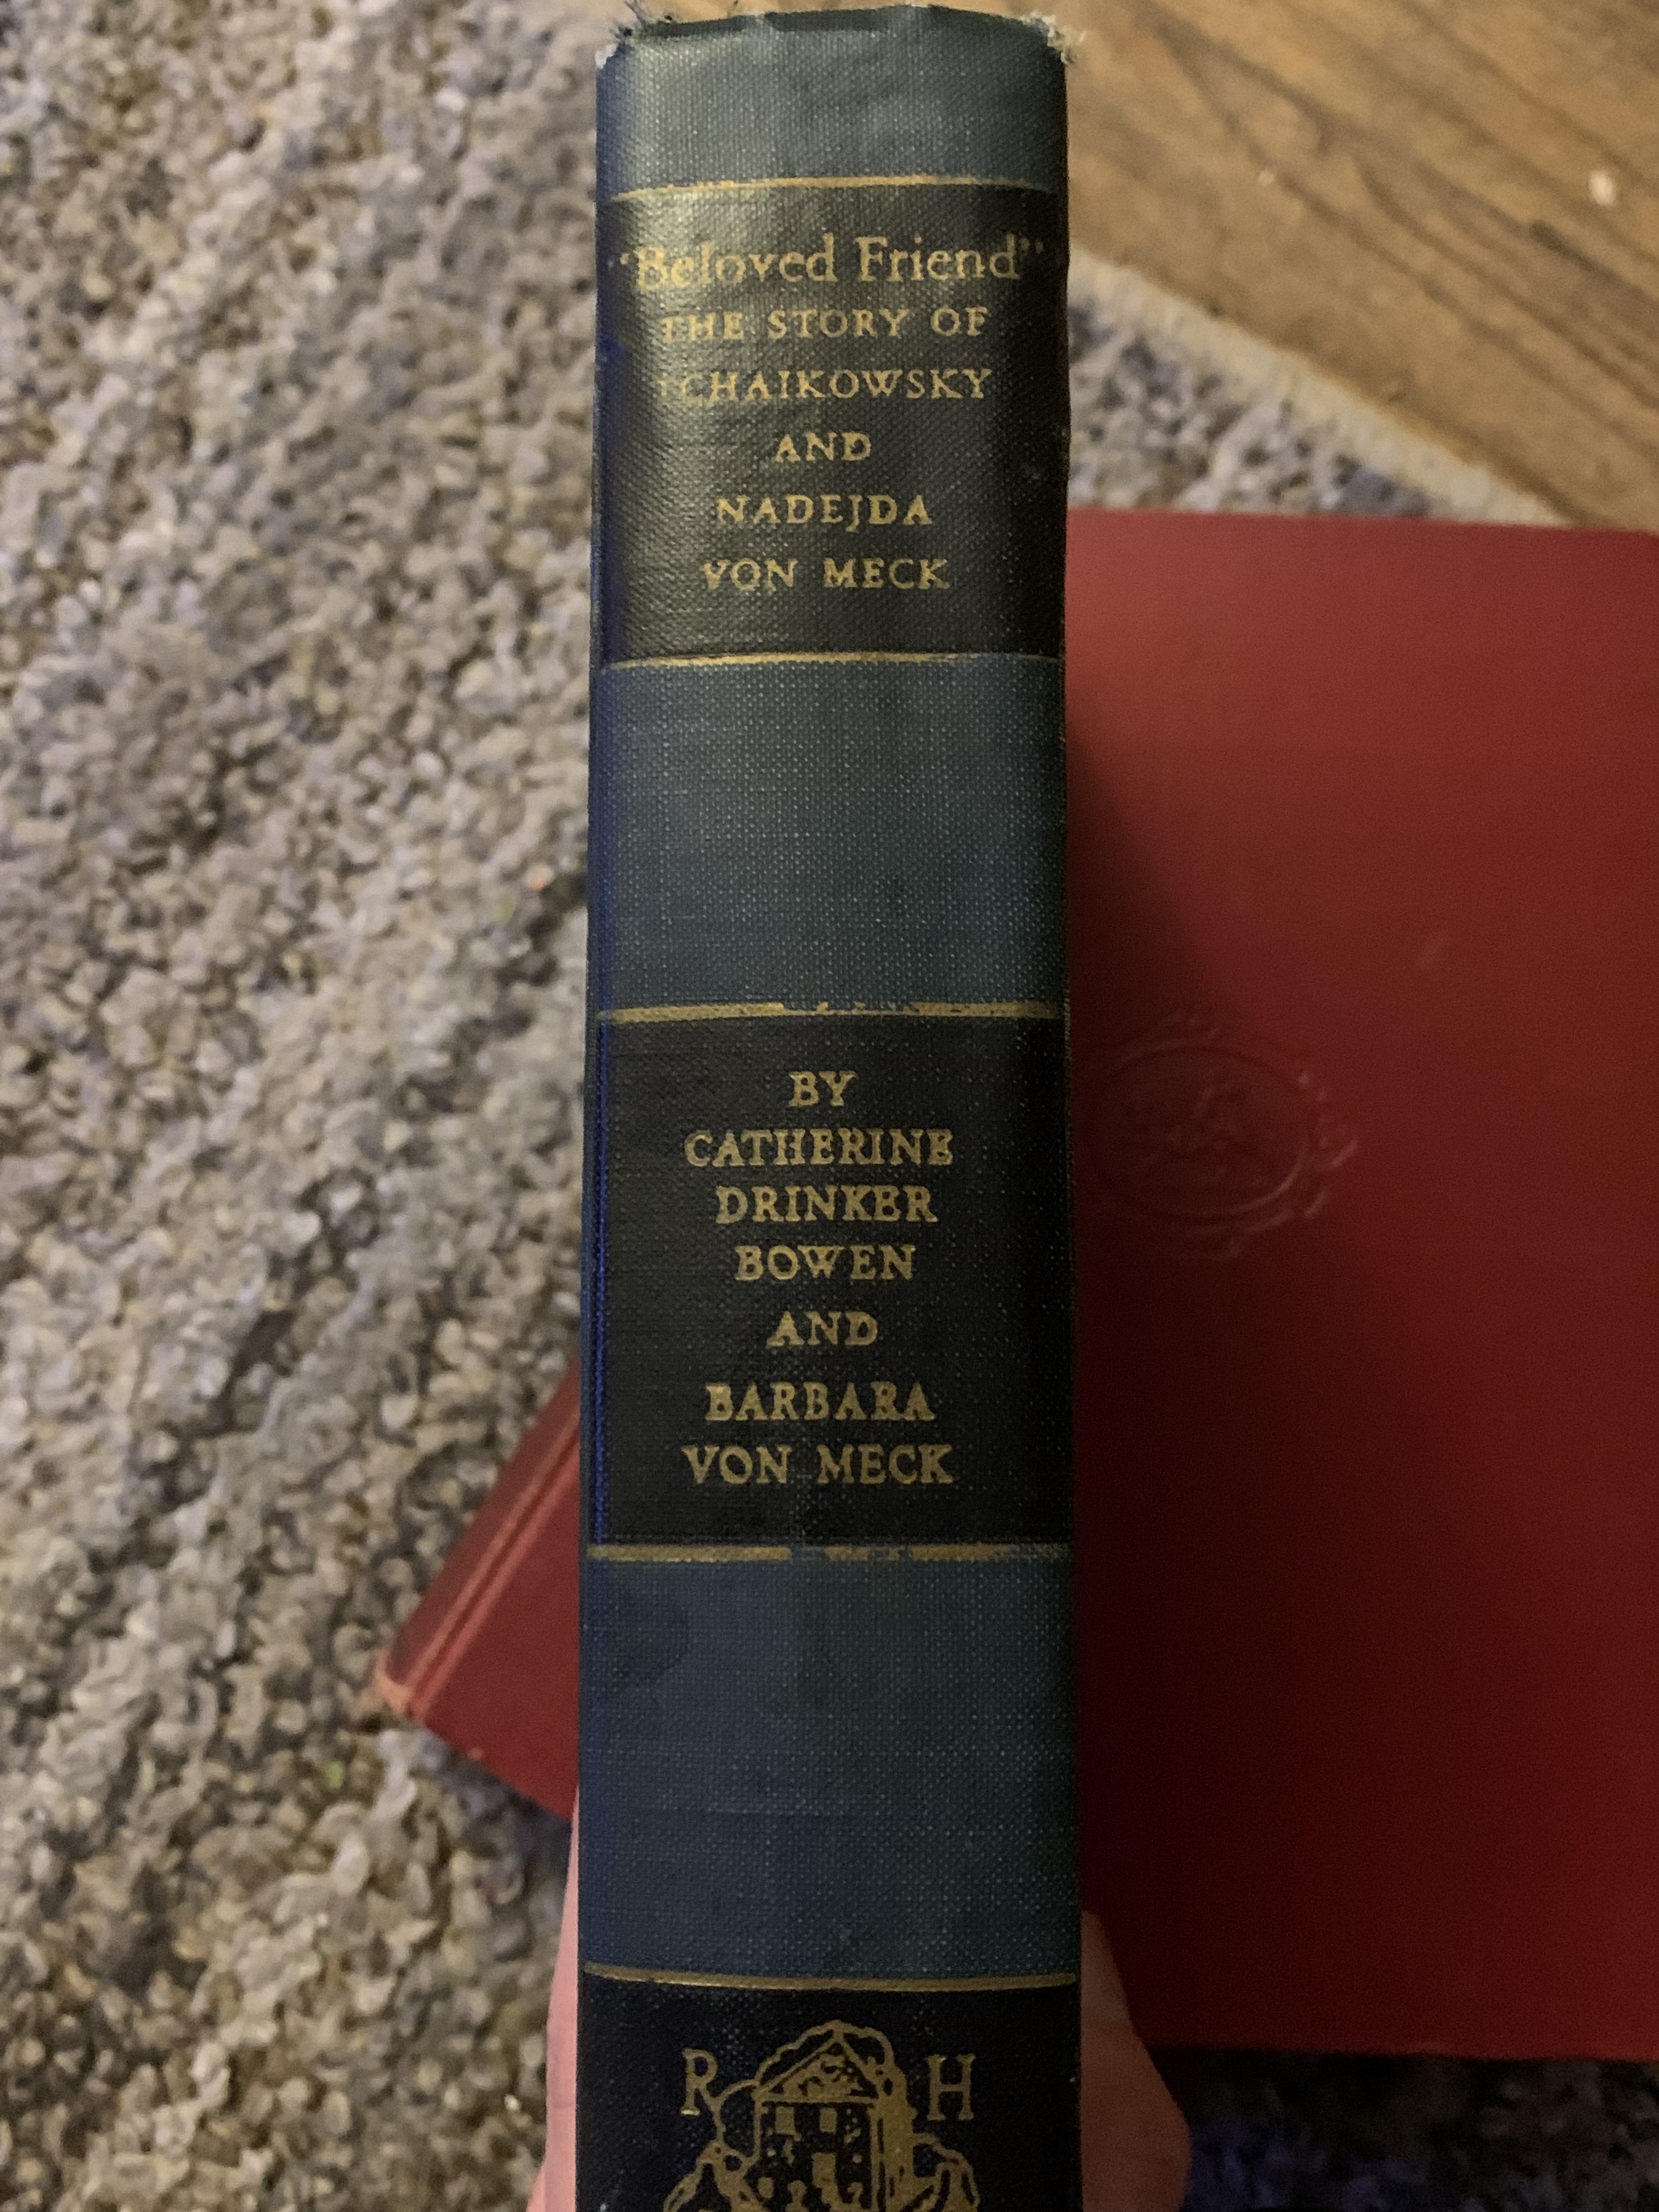 "Beloved Friend"
THE STORY OF
TCHAIKOWSKY
AND
NADEJDA
VON MECK
BY
CATHERINE
DRINKER
BOWEN
AND
BARBARA
VON MECK
R H